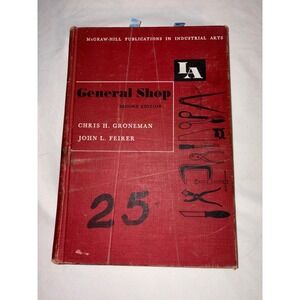 McGRAW-HILL PUBLICATIONS IN INDUSTRIAL ARTS
IA
General Shop
SECOND EDITION
CHRIS H. GRONEMAN
JOHN L. FEIRER
25